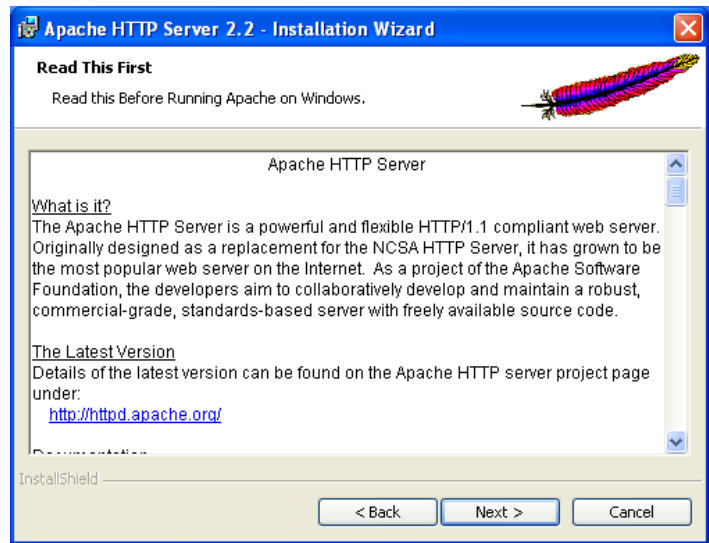 Apache HTTP Server 2.2 - Installation Wizard
Read This First
Read this Before Running Apache on Windows.
Apache HTTP Server
What is it?
The Apache HTTP Server is a powerful and flexible HTTP/1.1 compliant web server.
Originally designed as a replacement for the NCSA HTTP Server, it has grown to be
the most popular web server on the Internet.  As a project of the Apache Software
Foundation, the developers aim to collaboratively develop and maintain a robust,
commercial-grade, standards-based server with freely available source code.
The Latest Version
Details of the latest version can be found on the Apache HTTP server project page
under:
http://httpd.apache.org/
Documentation
InstallShield
< Back
Next >
Cancel